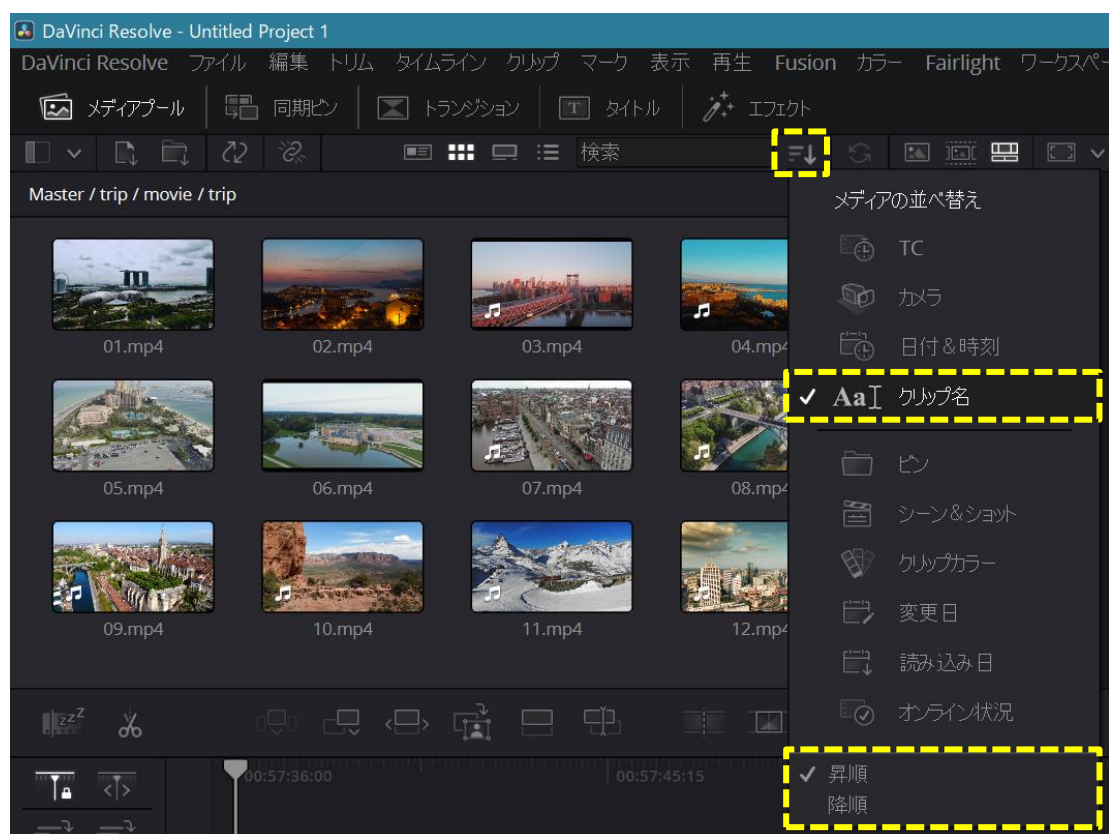 DaVinci Resolve - Untitled Project 1
DaVinci Resolve ファイル 編集 トリム タイムライン クリップ マーク 表示 再生 Fusion カラー Fairlight ワークスペー
メディアプール 同期ビン トランジション T タイトル エフェクト
検索
Master / trip / movie / trip
メディアの並べ替え
TC
カメラ
日付&時刻
Aa クリップ名
ビン
シーン&ショット
クリップカラー
変更日
読み込み日
オンライン状況
昇順
降順
01.mp4 02.mp4 03.mp4 04.mp4
05.mp4 06.mp4 07.mp4 08.mp4
09.mp4 10.mp4 11.mp4 12.mp4
zzZ
00:57:36:00 00:57:45:15